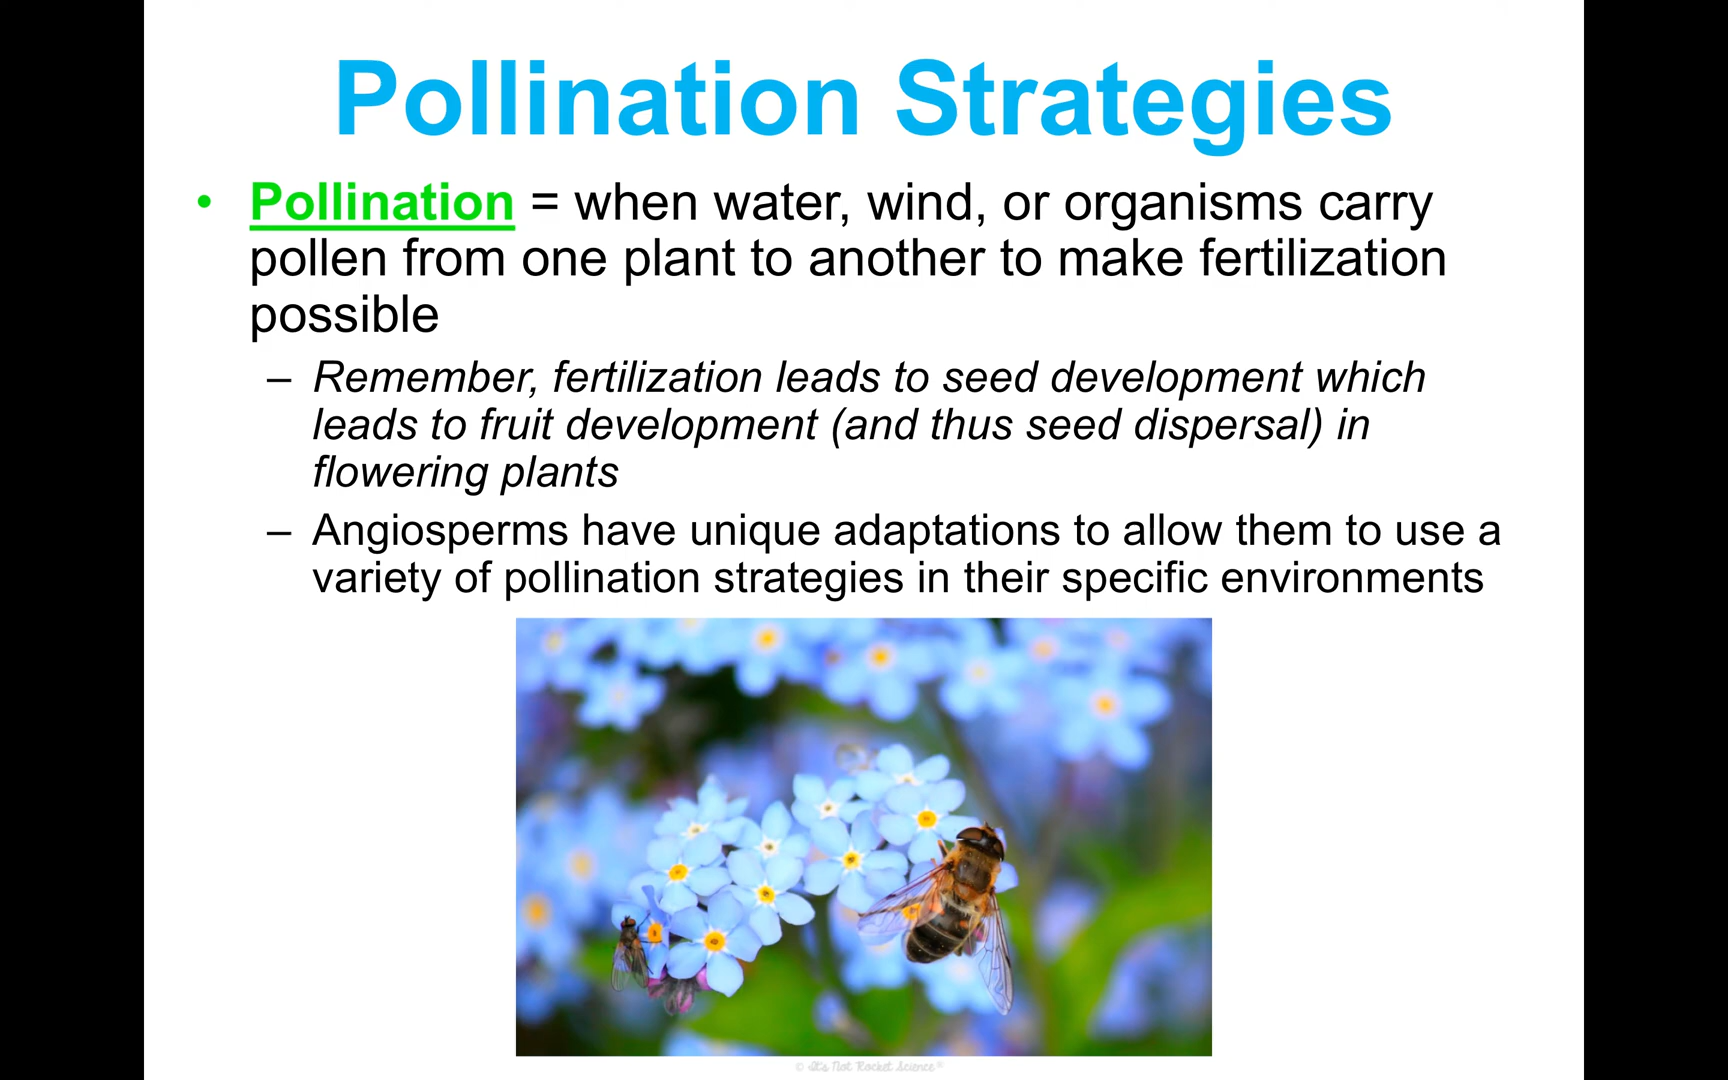 Pollination Strategies
• Pollination = when water, wind, or organisms carry
pollen from one plant to another to make fertilization
possible
– Remember, fertilization leads to seed development which
leads to fruit development (and thus seed dispersal) in
flowering plants
– Angiosperms have unique adaptations to allow them to use a
variety of pollination strategies in their specific environments
© It's Not Rocket Science®